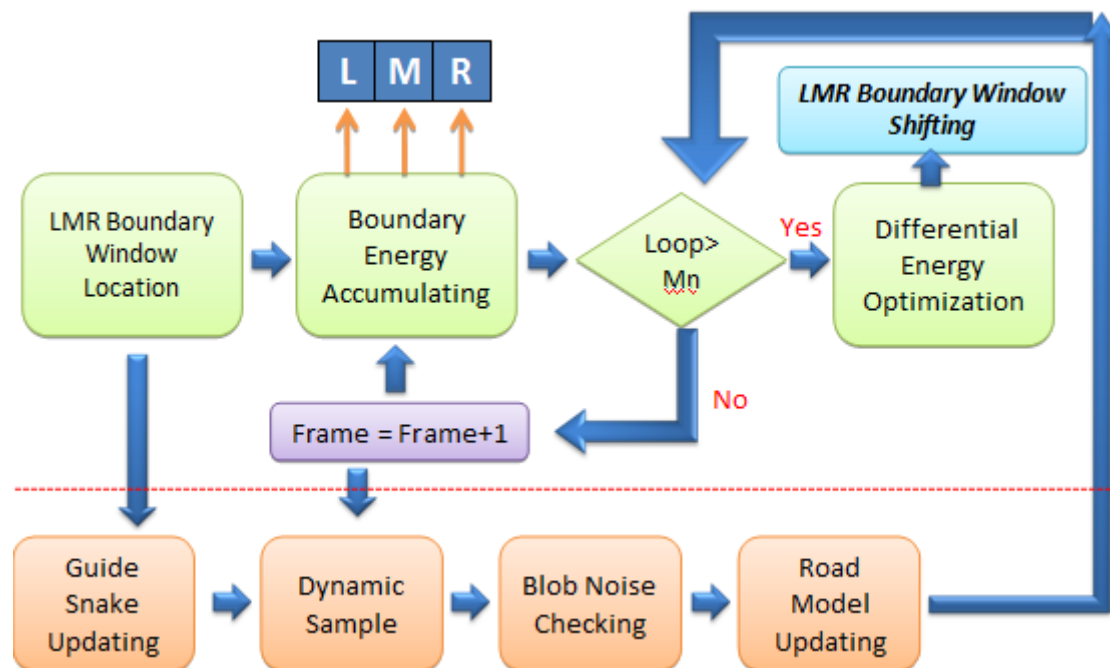 L M R
LMR Boundary Window
Shifting
LMR Boundary
Window
Location
Boundary
Energy
Accumulating
Loop>
Mn
Yes
Differential
Energy
Optimization
No
Frame = Frame+1
Guide
Snake
Updating
Dynamic
Sample
Blob Noise
Checking
Road
Model
Updating